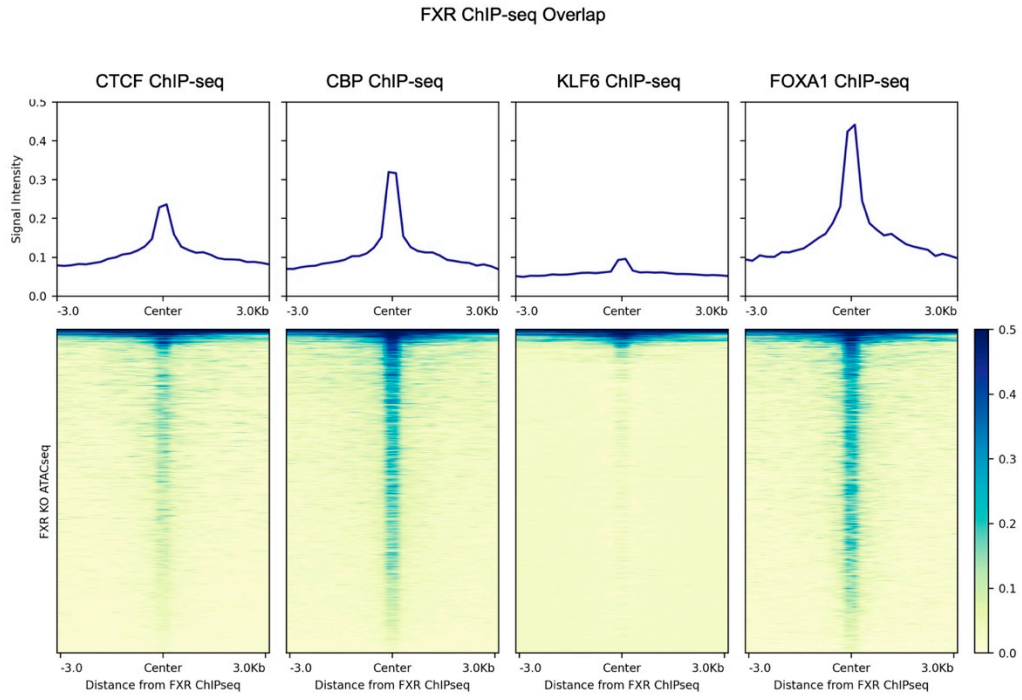 FXR ChIP-seq Overlap
CTCF ChIP-seq
CBP ChIP-seq
KLF6 ChIP-seq
FOXA1 ChIP-seq
Signal Intensity
0.5
0.4
0.3
0.2
0.1
0.0
-3.0 Center 3.0Kb
-3.0 Center 3.0Kb
-3.0 Center 3.0Kb
-3.0 Center 3.0Kb
FXR KO ATACseq
-3.0 Center 3.0Kb
-3.0 Center 3.0Kb
-3.0 Center 3.0Kb
-3.0 Center 3.0Kb
Distance from FXR ChIPseq
Distance from FXR ChIPseq
Distance from FXR ChIPseq
Distance from FXR ChIPseq
0.5
0.4
0.3
0.2
0.1
0.0